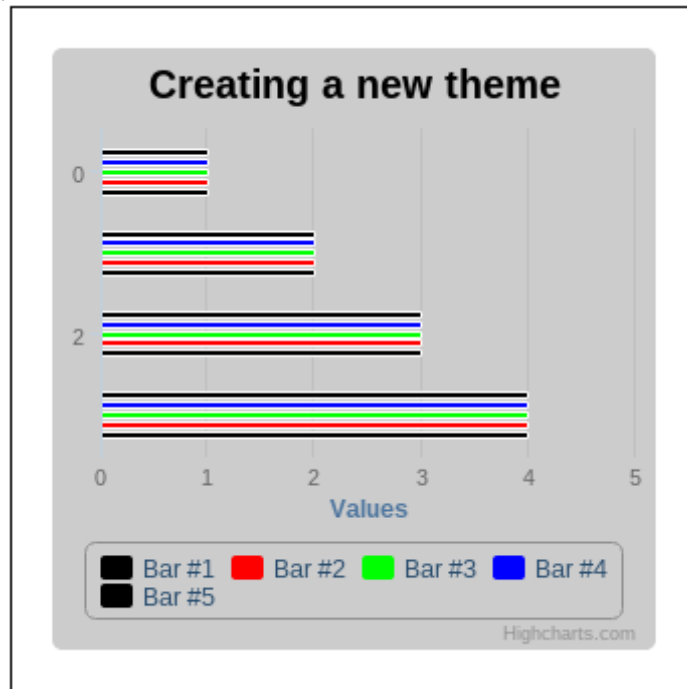 Creating a new theme
0
2
0 1 2 3 4 5
Values
Bar #1 Bar #2 Bar #3 Bar #4
Bar #5
Highcharts.com